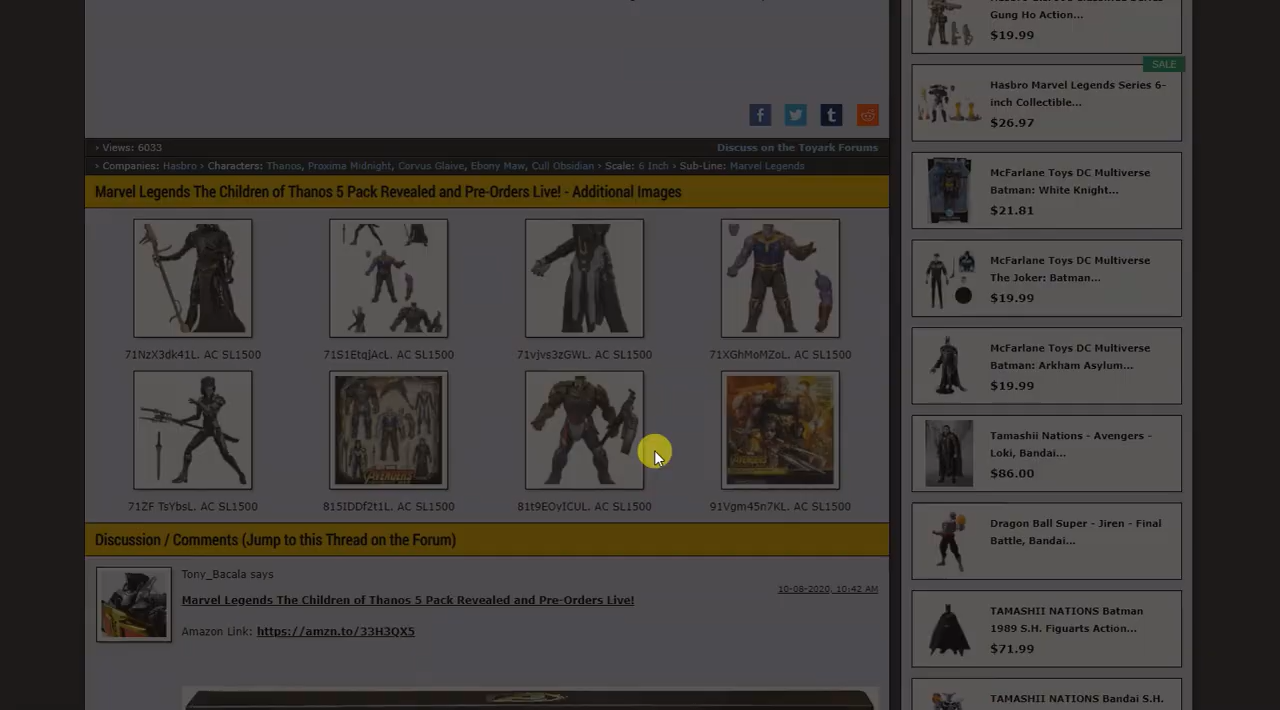 Gung Ho Action...
$19.99
SALE
Hasbro Marvel Legends Series 6-
inch Collectible...
$26.97
› Views: 6033
Discuss on the Toyark Forums
› Companies: Hasbro › Characters: Thanos, Proxima Midnight, Corvus Glaive, Ebony Maw, Cull Obsidian › Scale: 6 Inch › Sub-Line: Marvel Legends
Marvel Legends The Children of Thanos 5 Pack Revealed and Pre-Orders Live! - Additional Images
McFarlane Toys DC Multiverse
Batman: White Knight...
$21.81
McFarlane Toys DC Multiverse
The Joker: Batman...
$19.99
71NzX3dk41L. AC SL1500
71S1EtqjAcL. AC SL1500
71vjvs3zGWL. AC SL1500
71XGhMoMZoL. AC SL1500
McFarlane Toys DC Multiverse
Batman: Arkham Asylum...
$19.99
Tamashii Nations - Avengers -
Loki, Bandai...
$86.00
71ZF TsYbsL. AC SL1500
815IDDf2t1L. AC SL1500
81t9EOyICUL. AC SL1500
91Vgm45n7KL. AC SL1500
Dragon Ball Super - Jiren - Final
Battle, Bandai...
Discussion / Comments (Jump to this Thread on the Forum)
Tony_Bacala says
10-08-2020, 10:42 AM
Marvel Legends The Children of Thanos 5 Pack Revealed and Pre-Orders Live!
Amazon Link: https://amzn.to/33H3QX5
TAMASHII NATIONS Batman
1989 S.H. Figuarts Action...
$71.99
TAMASHII NATIONS Bandai S.H.